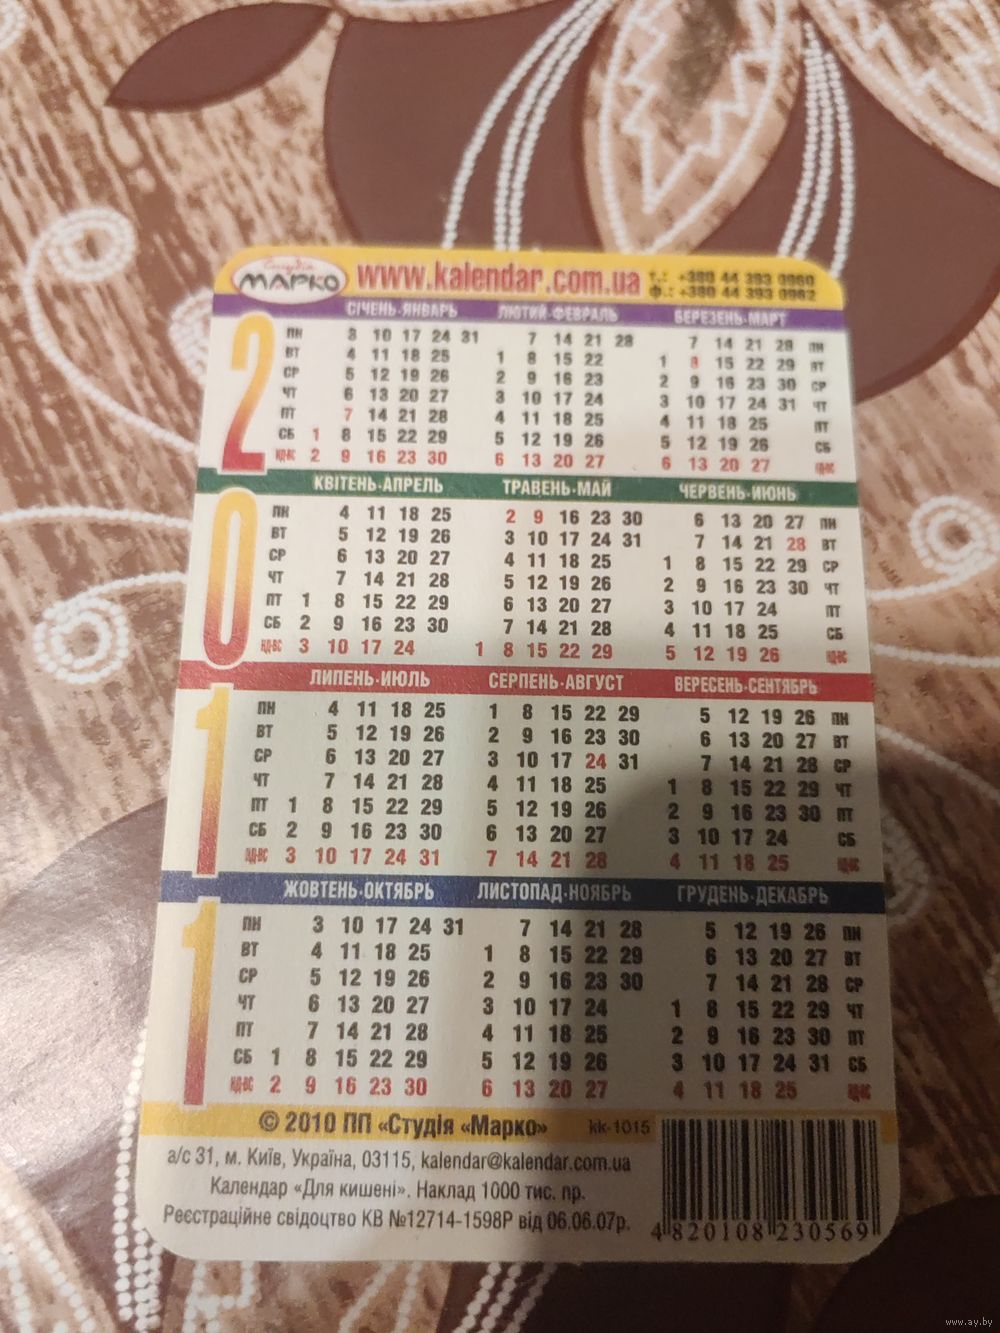 Студія
МАРКО
www.kalendar.com.ua
т.: +380 44 393 0960
ф.: +380 44 393 0962
2011
СІЧЕНЬ·ЯНВАРЬ ЛЮТИЙ·ФЕВРАЛЬ БЕРЕЗЕНЬ·МАРТ
ПН 3 10 17 24 31 7 14 21 28 7 14 21 28 ПН
ВТ 4 11 18 25 1 8 15 22 1 8 15 22 29 ВТ
СР 5 12 19 26 2 9 16 23 2 9 16 23 30 СР
ЧТ 6 13 20 27 3 10 17 24 3 10 17 24 31 ЧТ
ПТ 7 14 21 28 4 11 18 25 4 11 18 25 ПТ
СБ 1 8 15 22 29 5 12 19 26 5 12 19 26 СБ
НД-ВС 2 9 16 23 30 6 13 20 27 6 13 20 27 НД-ВС
КВІТЕНЬ·АПРЕЛЬ ТРАВЕНЬ·МАЙ ЧЕРВЕНЬ·ИЮНЬ
ПН 4 11 18 25 2 9 16 23 30 6 13 20 27 ПН
ВТ 5 12 19 26 3 10 17 24 31 7 14 21 28 ВТ
СР 6 13 20 27 4 11 18 25 1 8 15 22 29 СР
ЧТ 7 14 21 28 5 12 19 26 2 9 16 23 30 ЧТ
ПТ 1 8 15 22 29 6 13 20 27 3 10 17 24 ПТ
СБ 2 9 16 23 30 7 14 21 28 4 11 18 25 СБ
НД-ВС 3 10 17 24 1 8 15 22 29 5 12 19 26 НД-ВС
ЛИПЕНЬ·ИЮЛЬ СЕРПЕНЬ·АВГУСТ ВЕРЕСЕНЬ·СЕНТЯБРЬ
ПН 4 11 18 25 1 8 15 22 29 5 12 19 26 ПН
ВТ 5 12 19 26 2 9 16 23 30 6 13 20 27 ВТ
СР 6 13 20 27 3 10 17 24 31 7 14 21 28 СР
ЧТ 7 14 21 28 4 11 18 25 1 8 15 22 29 ЧТ
ПТ 1 8 15 22 29 5 12 19 26 2 9 16 23 30 ПТ
СБ 2 9 16 23 30 6 13 20 27 3 10 17 24 СБ
НД-ВС 3 10 17 24 31 7 14 21 28 4 11 18 25 НД-ВС
ЖОВТЕНЬ·ОКТЯБРЬ ЛИСТОПАД·НОЯБРЬ ГРУДЕНЬ·ДЕКАБРЬ
ПН 3 10 17 24 31 7 14 21 28 5 12 19 26 ПН
ВТ 4 11 18 25 1 8 15 22 29 6 13 20 27 ВТ
СР 5 12 19 26 2 9 16 23 30 7 14 21 28 СР
ЧТ 6 13 20 27 3 10 17 24 1 8 15 22 29 ЧТ
ПТ 7 14 21 28 4 11 18 25 2 9 16 23 30 ПТ
СБ 1 8 15 22 29 5 12 19 26 3 10 17 24 31 СБ
НД-ВС 2 9 16 23 30 6 13 20 27 4 11 18 25 НД-ВС
© 2010 ПП «Студія «Марко» kk-1015
а/с 31, м. Київ, Україна, 03115, kalendar@kalendar.com.ua
Календар «Для кишені». Наклад 1000 тис. пр.
Реєстраційне свідоцтво КВ №12714-1598Р від 06.06.07р.
4820108230569
www.ay.by